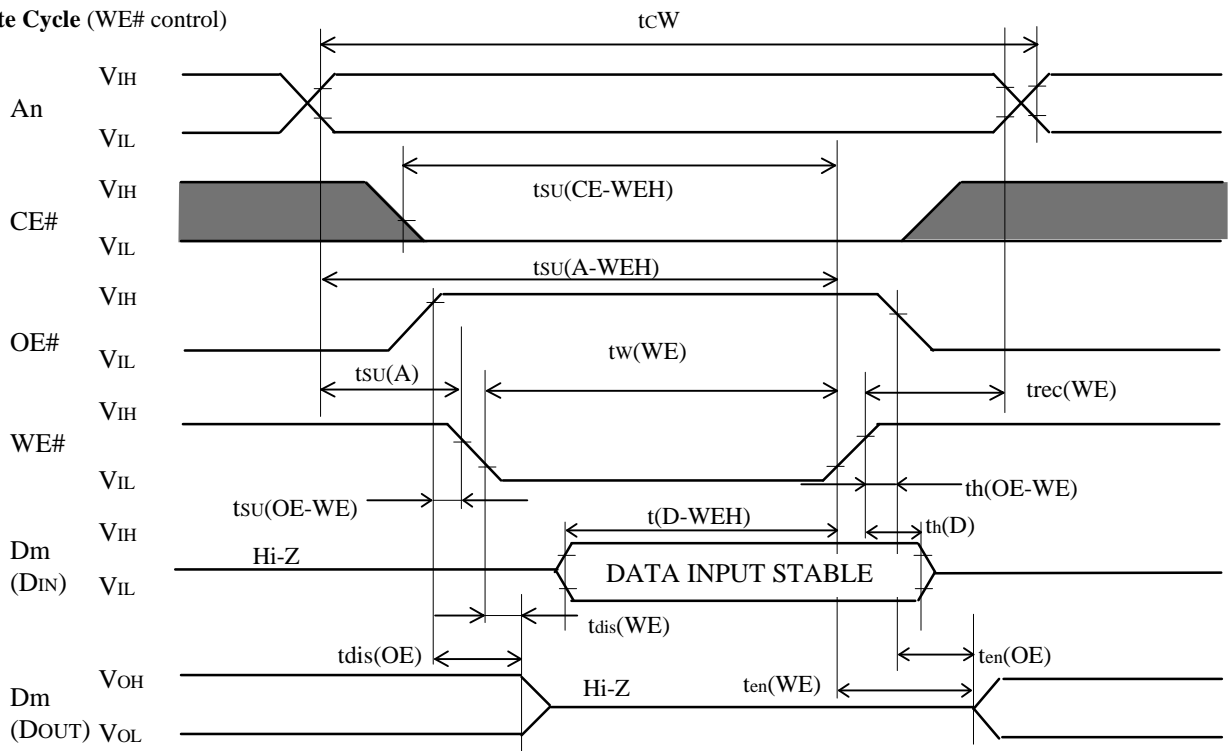 te Cycle (WE# control)
tcW
An
VIH
VIL
CE#
VIH
VIL
tSU(CE-WEH)
tSU(A-WEH)
OE#
VIH
VIL
tSU(A)
tw(WE)
trec(WE)
WE#
VIH
VIL
tSU(OE-WE)
th(OE-WE)
t(D-WEH)
th(D)
Dm
(DIN)
VIH
VIL
Hi-Z
DATA INPUT STABLE
tdis(WE)
tdis(OE)
ten(OE)
ten(WE)
Dm
(DOUT)
VOH
VOL
Hi-Z